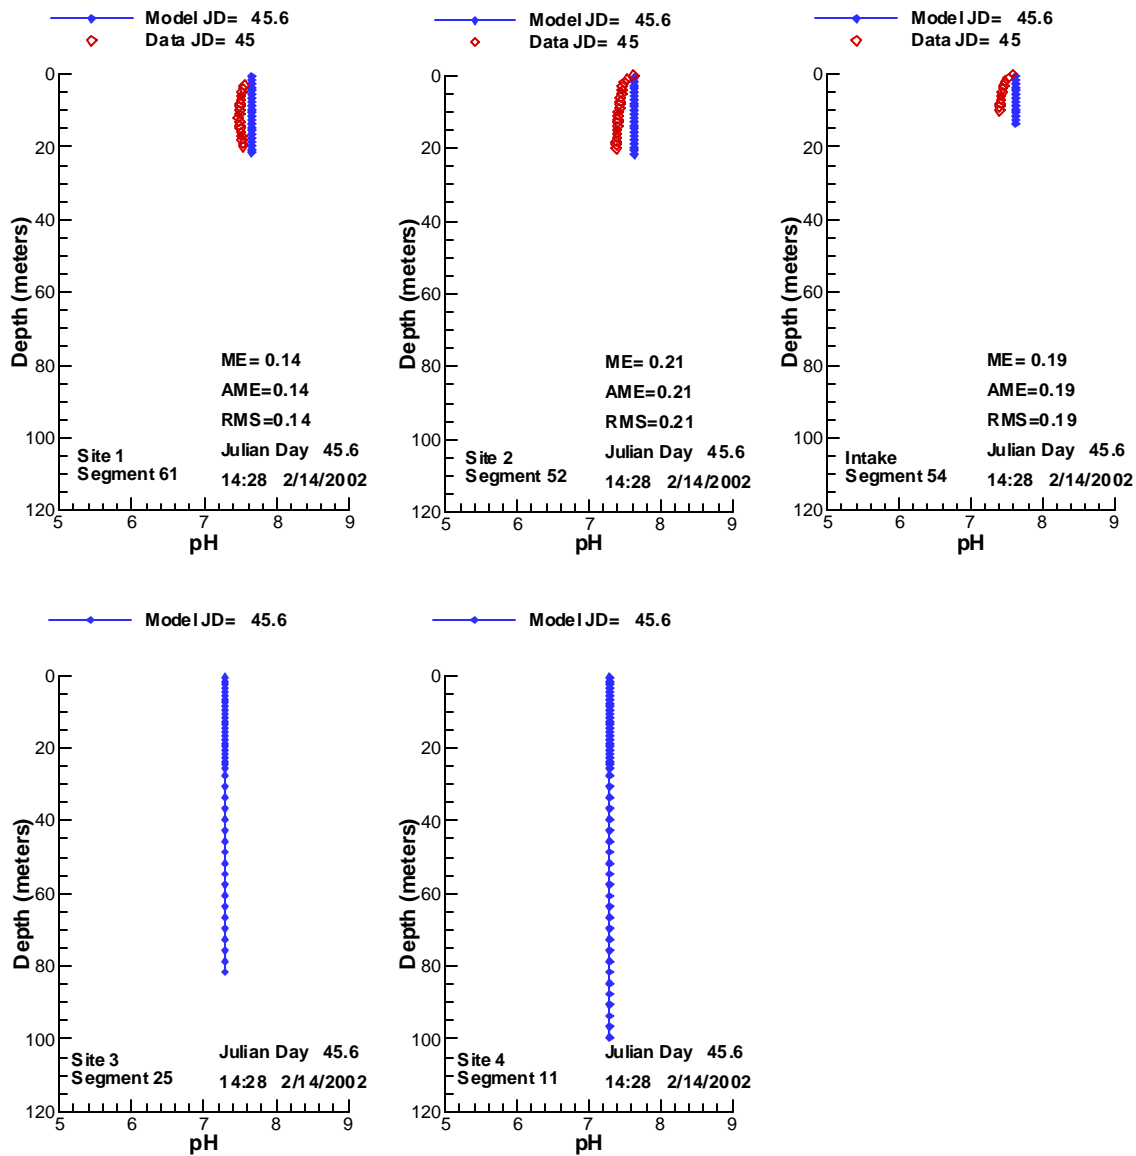 Model JD= 45.6
Data JD= 45
0
20
40
60
80
100
120
Depth (meters)
ME= 0.14
AME=0.14
RMS=0.14
Julian Day 45.6
14:28 2/14/2002
Site 1
Segment 61
5 6 7 8 9
pH
Model JD= 45.6
Data JD= 45
0
20
40
60
80
100
120
Depth (meters)
ME= 0.21
AME=0.21
RMS=0.21
Julian Day 45.6
14:28 2/14/2002
Site 2
Segment 52
5 6 7 8 9
pH
Model JD= 45.6
Data JD= 45
0
20
40
60
80
100
120
Depth (meters)
ME= 0.19
AME=0.19
RMS=0.19
Julian Day 45.6
14:28 2/14/2002
Intake
Segment 54
5 6 7 8 9
pH
Model JD= 45.6
0
20
40
60
80
100
120
Depth (meters)
Julian Day 45.6
14:28 2/14/2002
Site 3
Segment 25
5 6 7 8 9
pH
Model JD= 45.6
0
20
40
60
80
100
120
Depth (meters)
Julian Day 45.6
14:28 2/14/2002
Site 4
Segment 11
5 6 7 8 9
pH